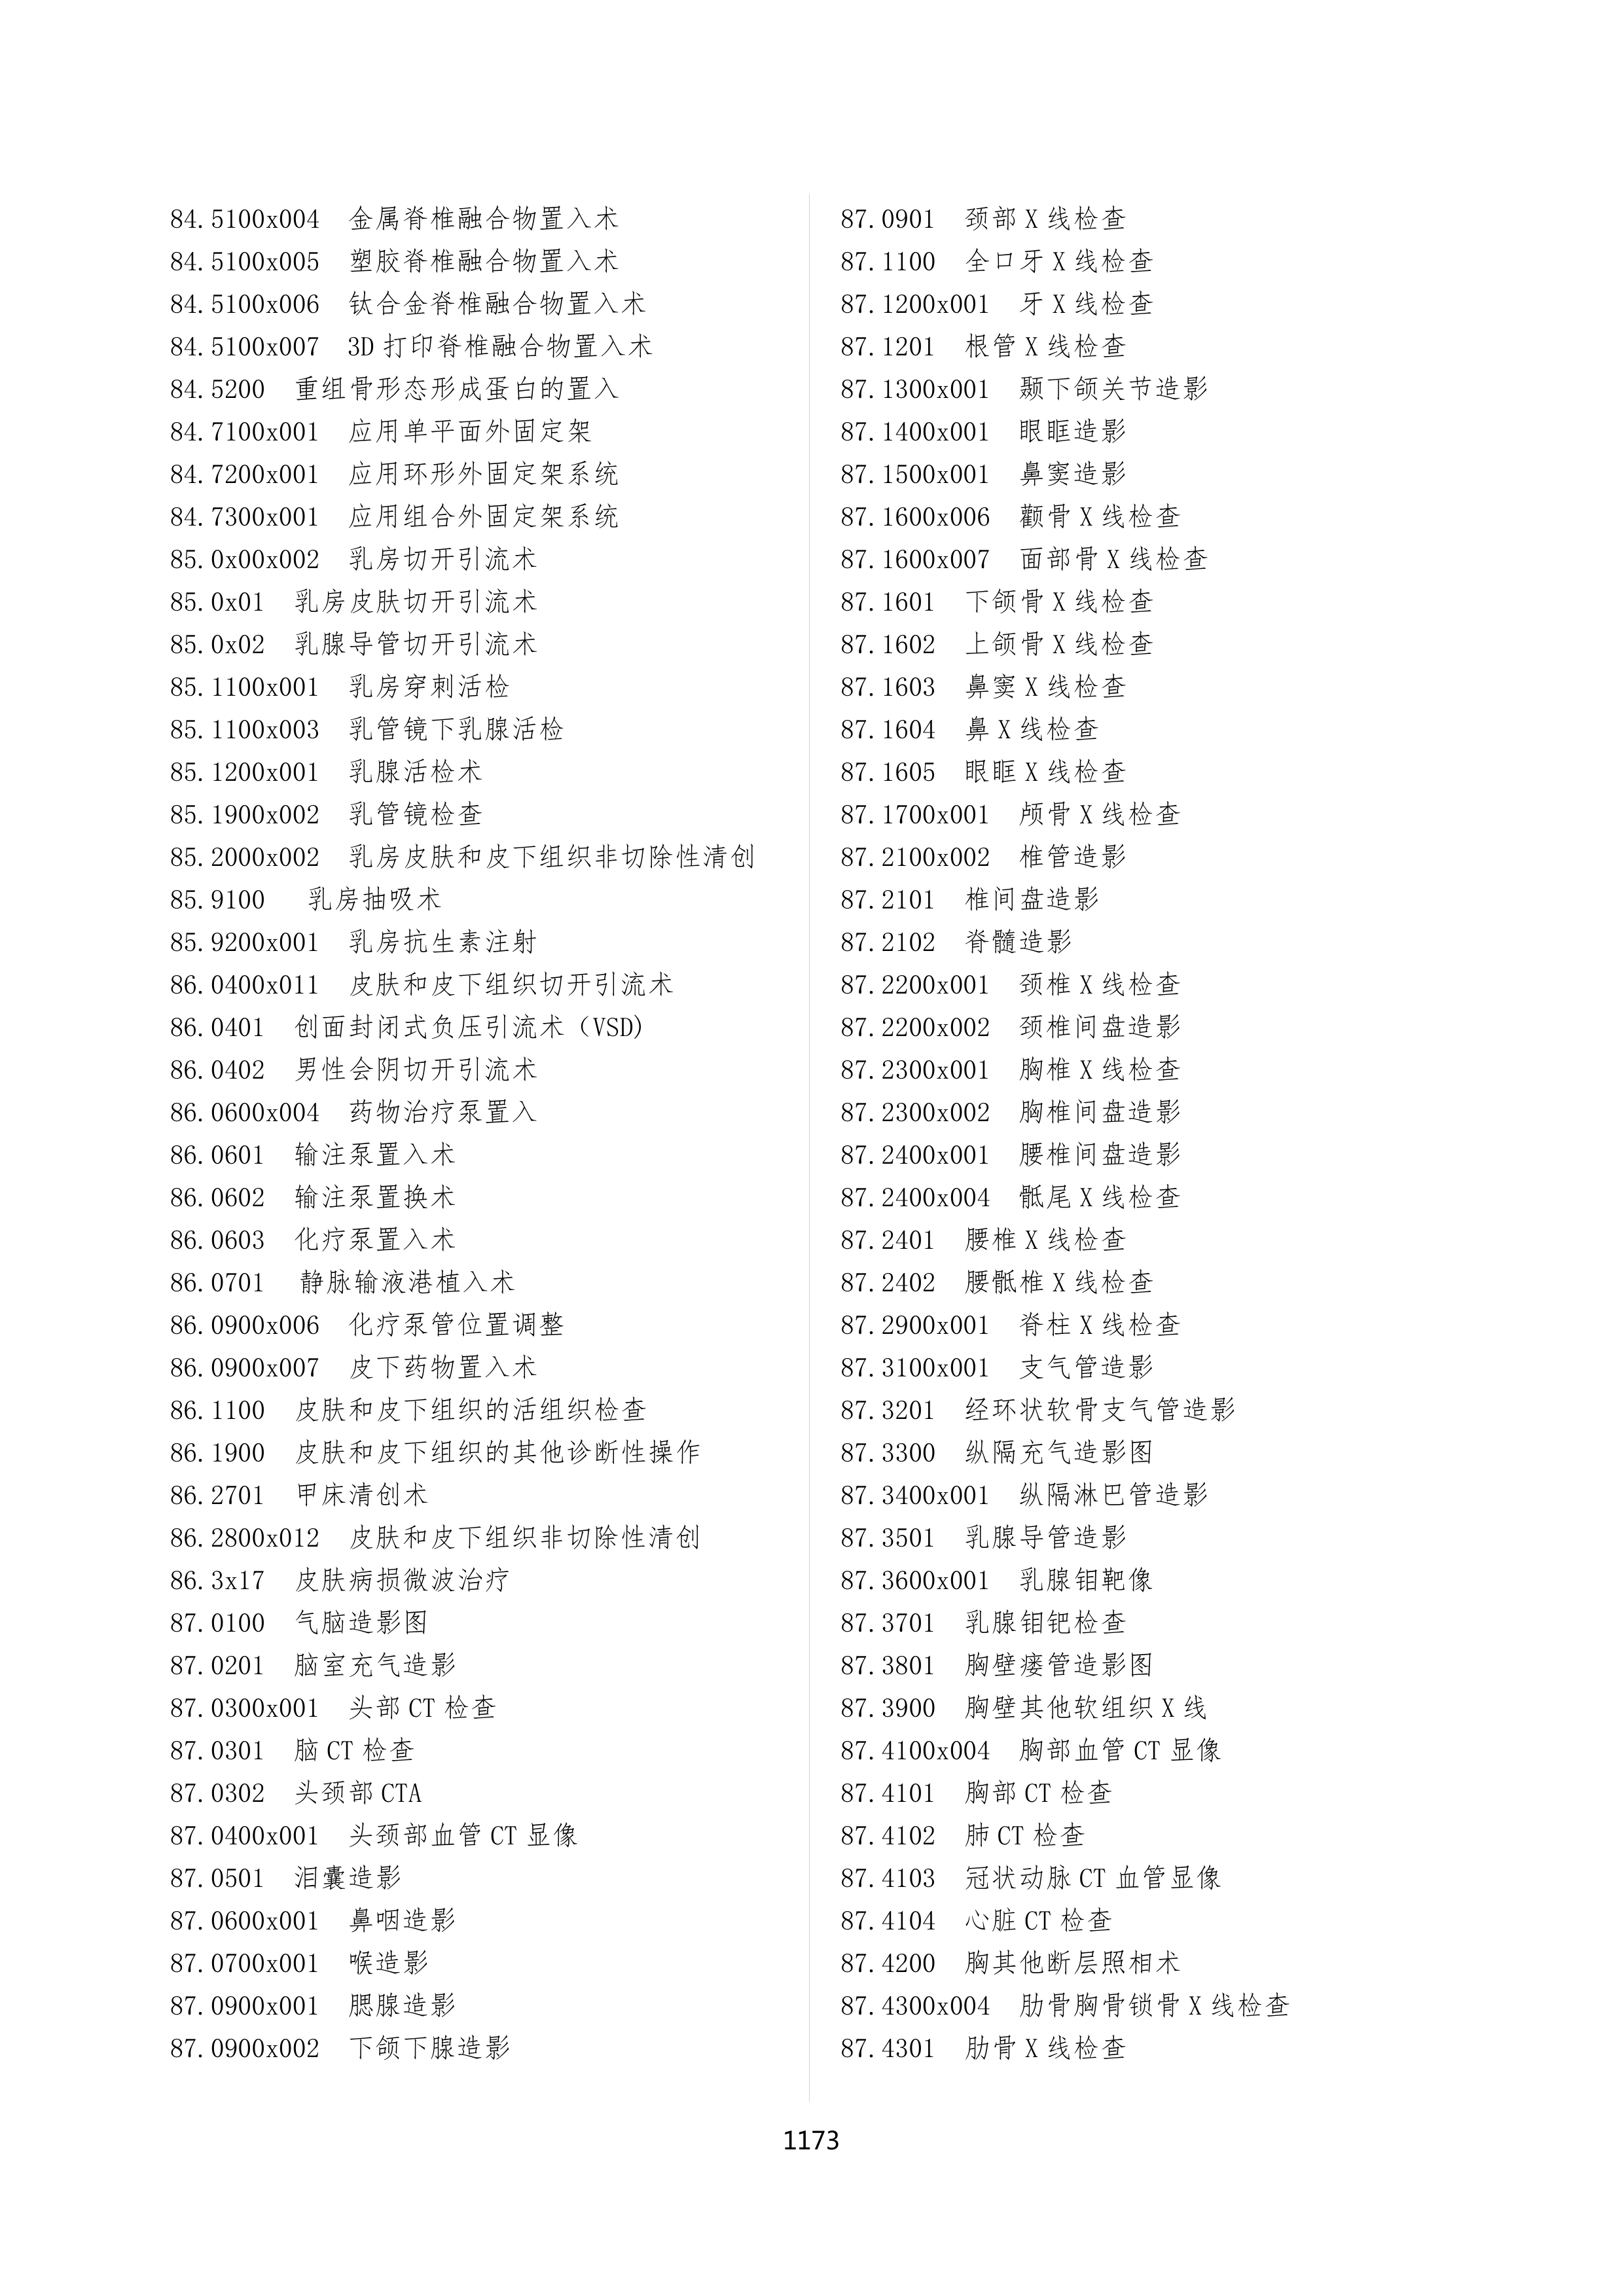 84.5100x004 金属脊椎融合物置入术
84.5100x005 塑胶脊椎融合物置入术
84.5100x006 钛合金脊椎融合物置入术
84.5100x007 3D 打印脊椎融合物置入术
84.5200 重组骨形态形成蛋白的置入
84.7100x001 应用单平面外固定架
84.7200x001 应用环形外固定架系统
84.7300x001 应用组合外固定架系统
85.0x00x002 乳房切开引流术
85.0x01 乳房皮肤切开引流术
85.0x02 乳腺导管切开引流术
85.1100x001 乳房穿刺活检
85.1100x003 乳管镜下乳腺活检
85.1200x001 乳腺活检术
85.1900x002 乳管镜检查
85.2000x002 乳房皮肤和皮下组织非切除性清创
85.9100 乳房抽吸术
85.9200x001 乳房抗生素注射
86.0400x011 皮肤和皮下组织切开引流术
86.0401 创面封闭式负压引流术（VSD)
86.0402 男性会阴切开引流术
86.0600x004 药物治疗泵置入
86.0601 输注泵置入术
86.0602 输注泵置换术
86.0603 化疗泵置入术
86.0701 静脉输液港植入术
86.0900x006 化疗泵管位置调整
86.0900x007 皮下药物置入术
86.1100 皮肤和皮下组织的活组织检查
86.1900 皮肤和皮下组织的其他诊断性操作
86.2701 甲床清创术
86.2800x012 皮肤和皮下组织非切除性清创
86.3x17 皮肤病损微波治疗
87.0100 气脑造影图
87.0201 脑室充气造影
87.0300x001 头部 CT 检查
87.0301 脑 CT 检查
87.0302 头颈部 CTA
87.0400x001 头颈部血管 CT 显像
87.0501 泪囊造影
87.0600x001 鼻咽造影
87.0700x001 喉造影
87.0900x001 腮腺造影
87.0900x002 下颌下腺造影
87.0901 颈部 X 线检查
87.1100 全口牙 X 线检查
87.1200x001 牙 X 线检查
87.1201 根管 X 线检查
87.1300x001 颞下颌关节造影
87.1400x001 眼眶造影
87.1500x001 鼻窦造影
87.1600x006 颧骨 X 线检查
87.1600x007 面部骨 X 线检查
87.1601 下颌骨 X 线检查
87.1602 上颌骨 X 线检查
87.1603 鼻窦 X 线检查
87.1604 鼻 X 线检查
87.1605 眼眶 X 线检查
87.1700x001 颅骨 X 线检查
87.2100x002 椎管造影
87.2101 椎间盘造影
87.2102 脊髓造影
87.2200x001 颈椎 X 线检查
87.2200x002 颈椎间盘造影
87.2300x001 胸椎 X 线检查
87.2300x002 胸椎间盘造影
87.2400x001 腰椎间盘造影
87.2400x004 骶尾 X 线检查
87.2401 腰椎 X 线检查
87.2402 腰骶椎 X 线检查
87.2900x001 脊柱 X 线检查
87.3100x001 支气管造影
87.3201 经环状软骨支气管造影
87.3300 纵隔充气造影图
87.3400x001 纵隔淋巴管造影
87.3501 乳腺导管造影
87.3600x001 乳腺钼靶像
87.3701 乳腺钼钯检查
87.3801 胸壁瘘管造影图
87.3900 胸壁其他软组织 X 线
87.4100x004 胸部血管 CT 显像
87.4101 胸部 CT 检查
87.4102 肺 CT 检查
87.4103 冠状动脉 CT 血管显像
87.4104 心脏 CT 检查
87.4200 胸其他断层照相术
87.4300x004 肋骨胸骨锁骨 X 线检查
87.4301 肋骨 X 线检查
1173